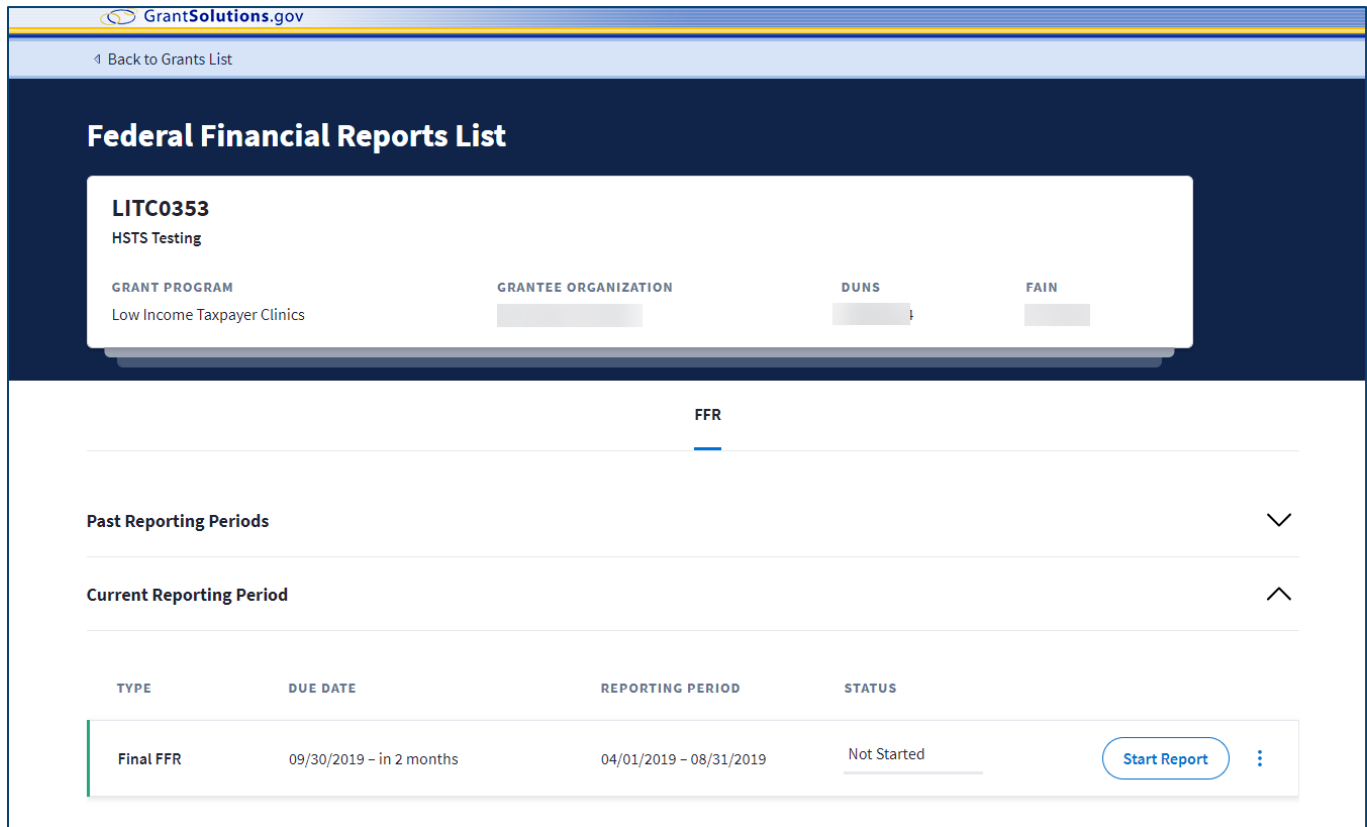 GrantSolutions.gov
Back to Grants List
Federal Financial Reports List
LITC0353
HSTS Testing
GRANT PROGRAM GRANTEE ORGANIZATION DUNS FAIN
Low Income Taxpayer Clinics
FFR
Past Reporting Periods
Current Reporting Period
TYPE DUE DATE REPORTING PERIOD STATUS
Final FFR 09/30/2019 – in 2 months 04/01/2019 – 08/31/2019 Not Started Start Report